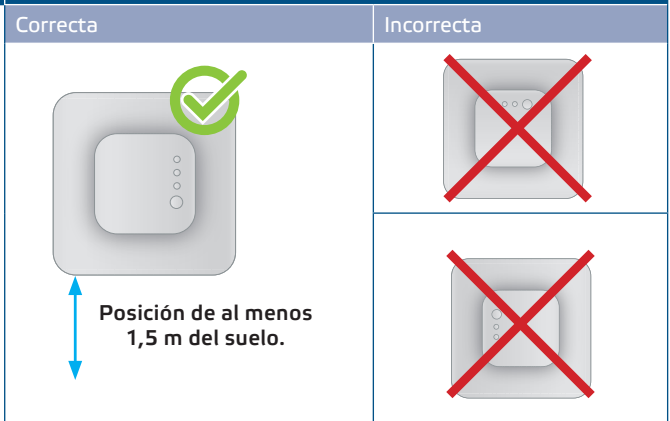 Correcta
Incorrecta
Posición de al menos
1,5 m del suelo.